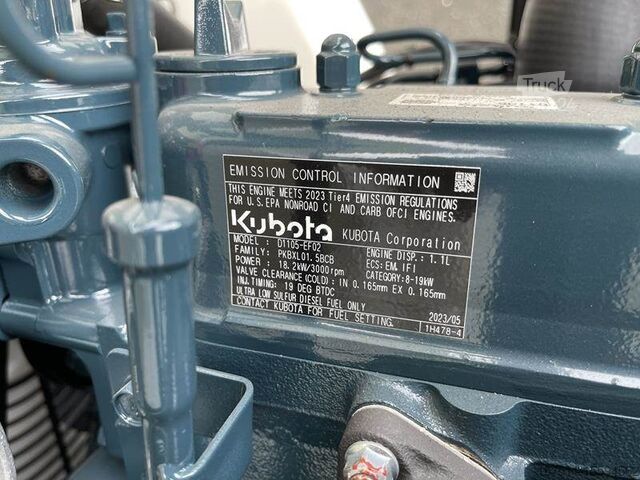 Truck
EMISSION CONTROL INFORMATION
THIS ENGINE MEETS 2023 Tier4 EMISSION REGULATIONS
FOR U.S.EPA NONROAD CI AND CARB OFCI ENGINES.
Kubota KUBOTA Corporation
MODEL : D1105-EF02 DISPLACEMENT : 1.1L
FAMILY: PKBXL01.5BCB ECS:EM,IFI
POWER : 18.2kW/3000rpm CATEGORY:8-19kW
VALVE CLEARANCE(COLD): IN 0.165mm EX 0.165mm
INJ.TIMING: 19 DEG BTDC
ULTRA LOW SULFUR DIESEL FUEL ONLY 2023/05
CONTACT KUBOTA FOR FUEL SETTING. 1H478-4